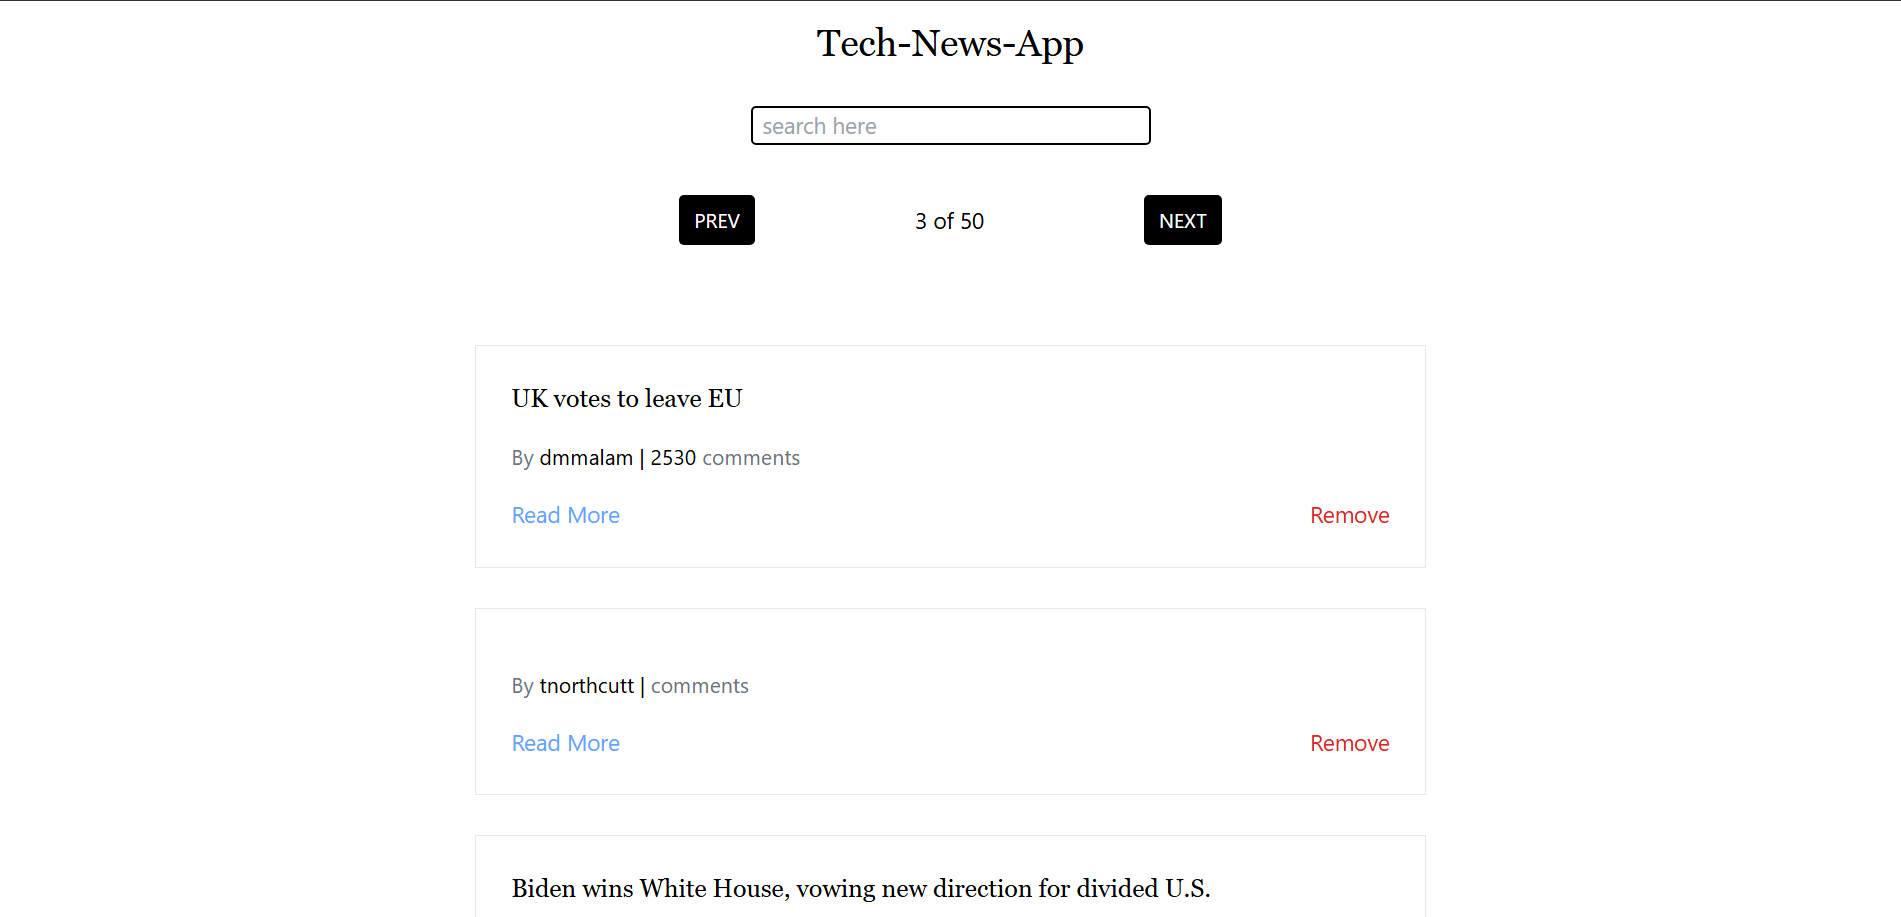 Tech-News-App
search here
PREV 3 of 50 NEXT
UK votes to leave EU
By dmmalam | 2530 comments
Read More Remove
By tnorthcutt | comments
Read More Remove
Biden wins White House, vowing new direction for divided U.S.